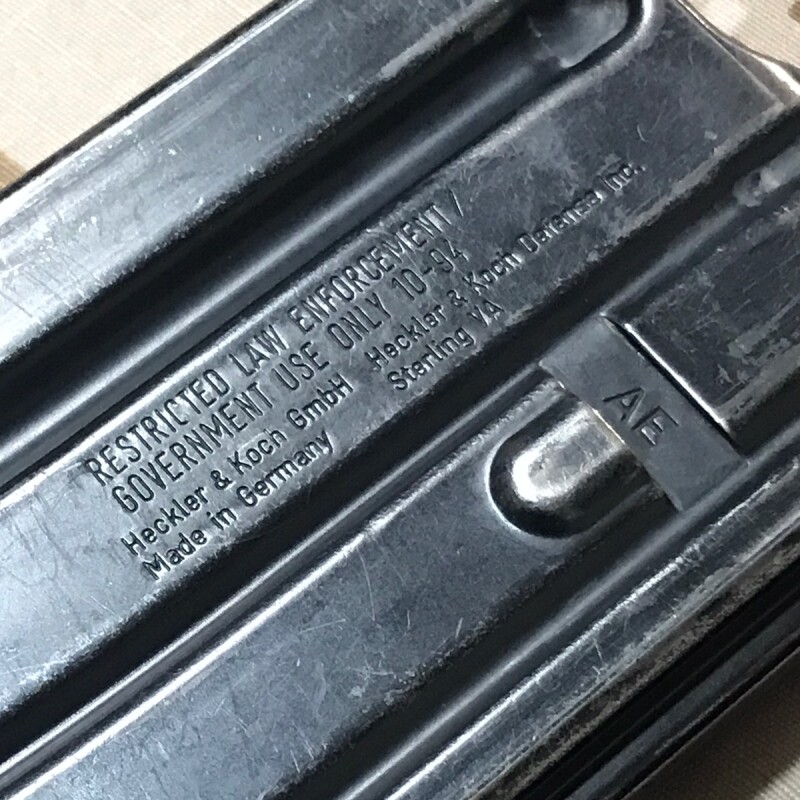 RESTRICTED LAW ENFORCEMENT/
GOVERNMENT USE ONLY 10-94
Heckler & Koch GmbH Heckler & Koch Defense Inc.
Made in Germany Sterling VA
AE